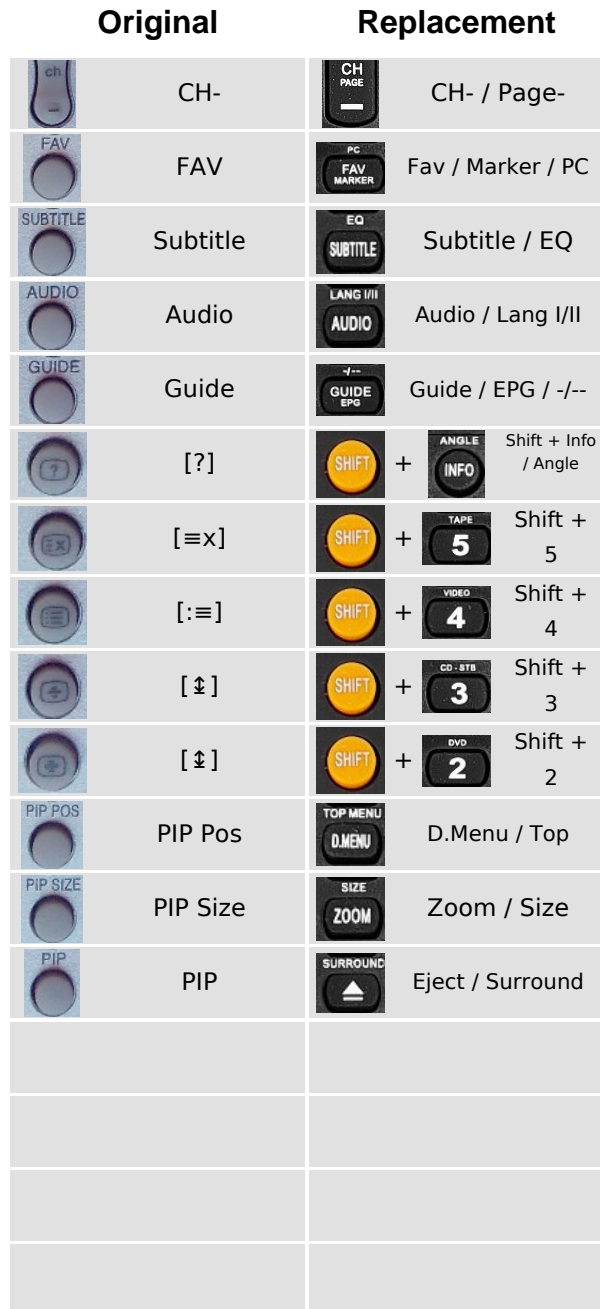 Original Replacement
ch CH- CH PAGE CH- / Page-
FAV FAV PC FAV MARKER Fav / Marker / PC
SUBTITLE Subtitle EQ SUBTITLE Subtitle / EQ
AUDIO Audio LANG I/II AUDIO Audio / Lang I/II
GUIDE Guide -/-- GUIDE EPG Guide / EPG / -/--
? [?] SHIFT + ANGLE INFO Shift + Info / Angle
[≡x] SHIFT + TAPE 5 Shift + 5
[:≡] SHIFT + VIDEO 4 Shift + 4
[⇕] SHIFT + CD-STB 3 Shift + 3
[⇕] SHIFT + DVD 2 Shift + 2
PIP POS PIP Pos TOP MENU D.MENU D.Menu / Top
PIP SIZE PIP Size SIZE ZOOM Zoom / Size
PIP PIP SURROUND Eject / Surround